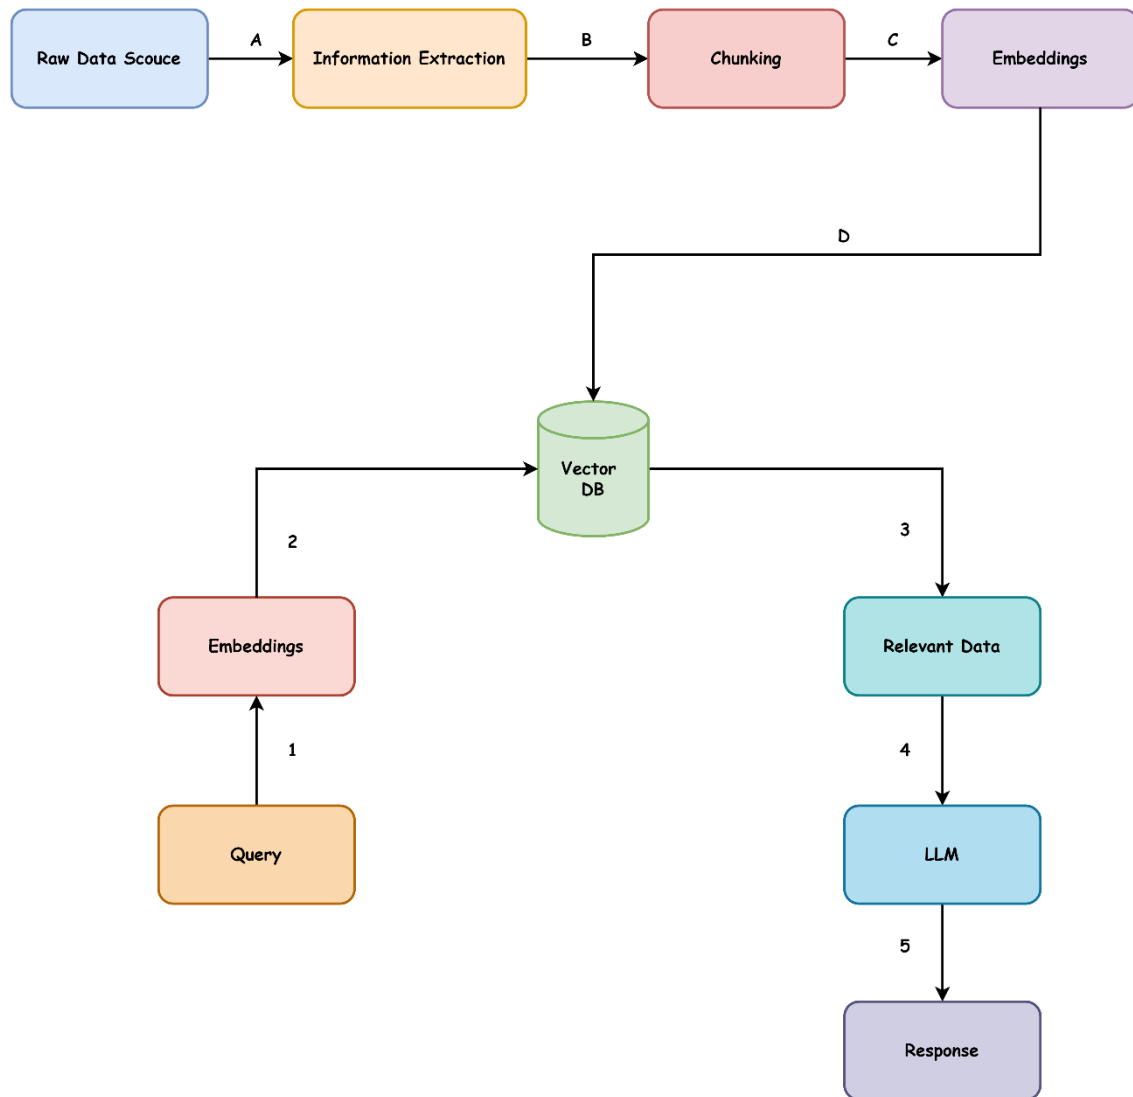 Raw Data Scouce
A
Information Extraction
B
Chunking
C
Embeddings
D
Vector
DB
2
3
Embeddings
Relevant Data
1
4
Query
LLM
5
Response